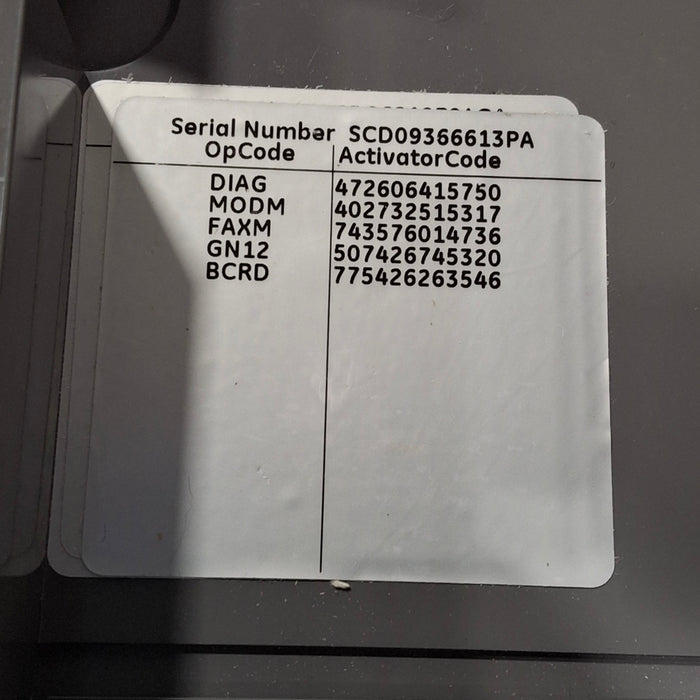 Serial Number SCD09366613PA
OpCode ActivatorCode
DIAG 472606415750
MODM 402732515317
FAXM 743576014736
GN12 507426745320
BCRD 775426263546